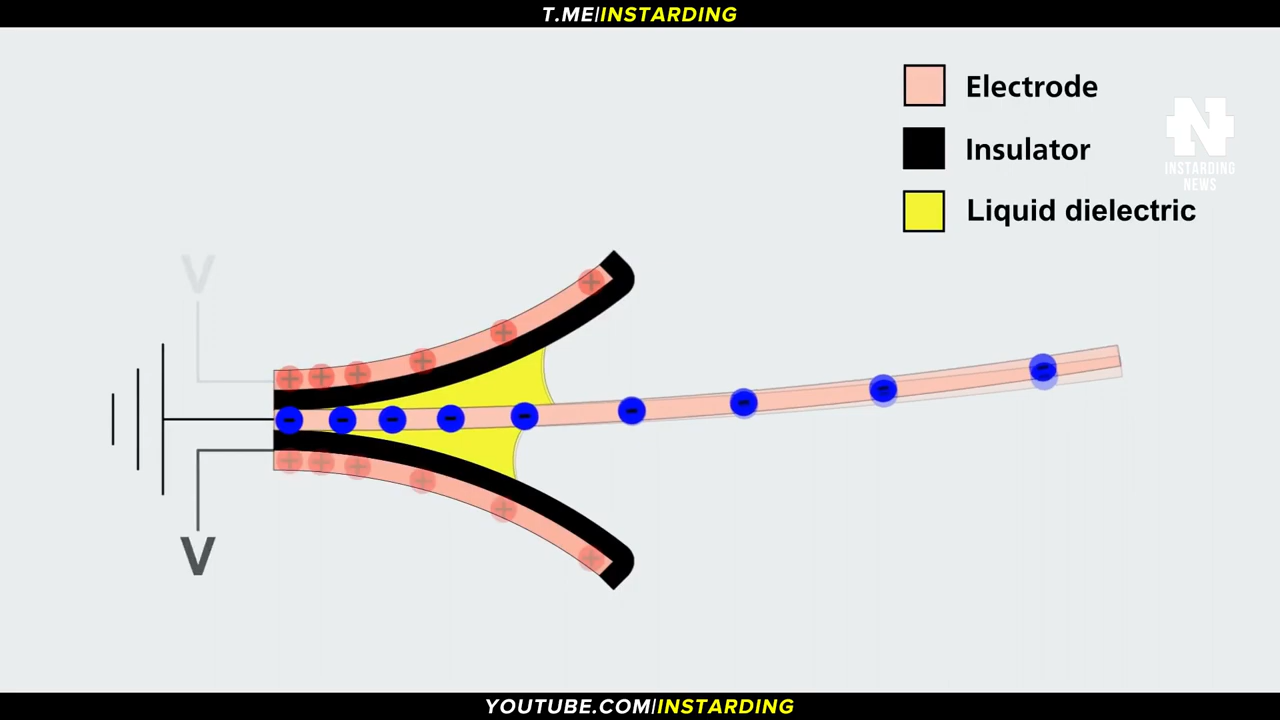 T.ME|INSTARDING
Electrode
Insulator
INSTARDING
NEWS
Liquid dielectric
V
V
YOUTUBE.COM|INSTARDING